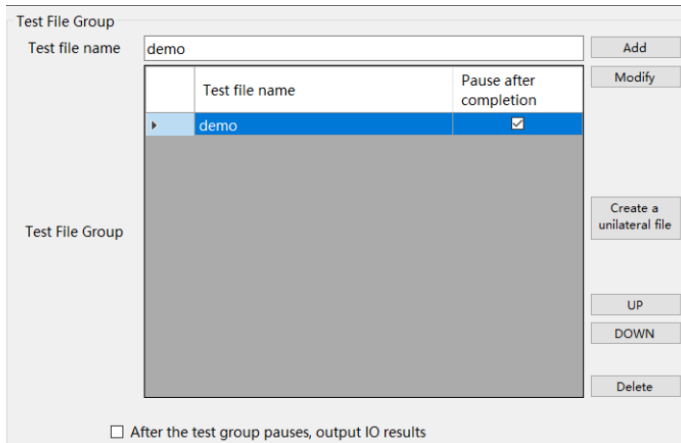 Test File Group
Test file name
demo
Add
Test file name
Pause after
completion
Modify
demo
Create a
unilateral file
Test File Group
UP
DOWN
Delete
After the test group pauses, output IO results